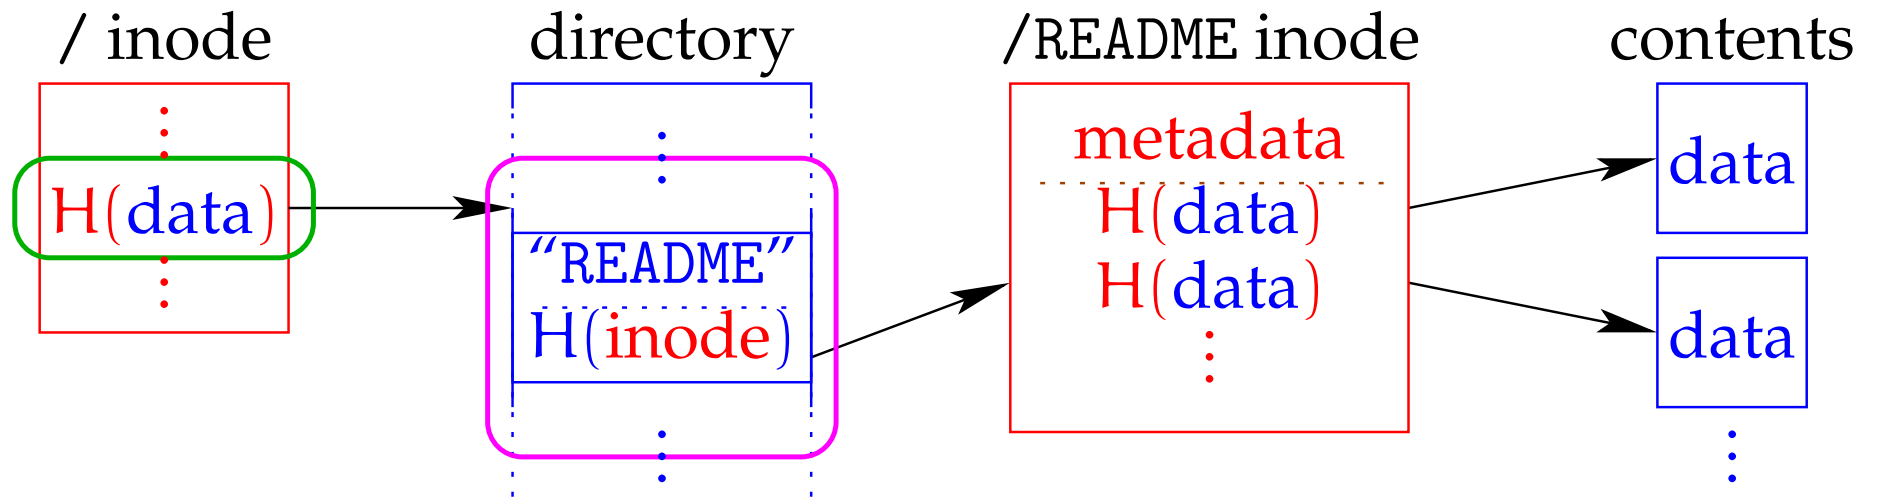 / inode
H(data)
directory
“README”
H(inode)
/README inode
metadata
H(data)
H(data)
contents
data
data